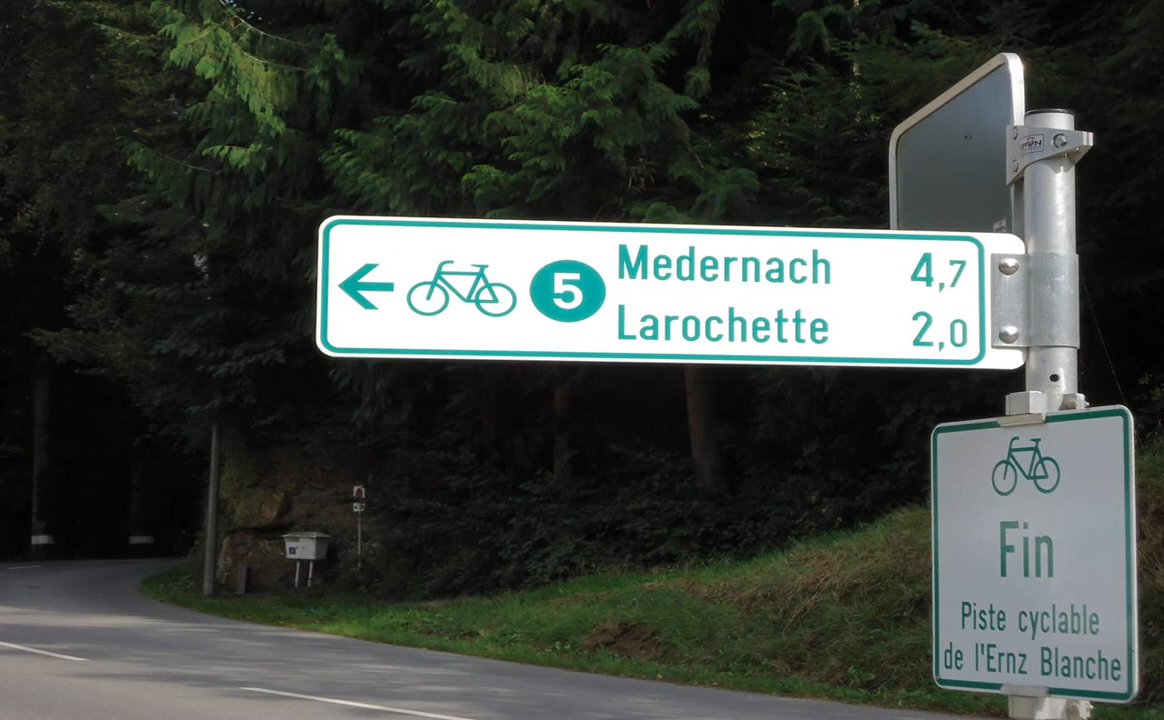 5
Medernach 4,7
Larochette 2,0
Fin
Piste cyclable
de l'Ernz Blanche